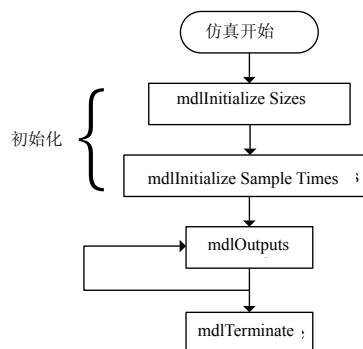 仿真开始
mdlInitialize Sizes
初始化
mdlInitialize Sample Times
mdlOutputs
mdlTerminate